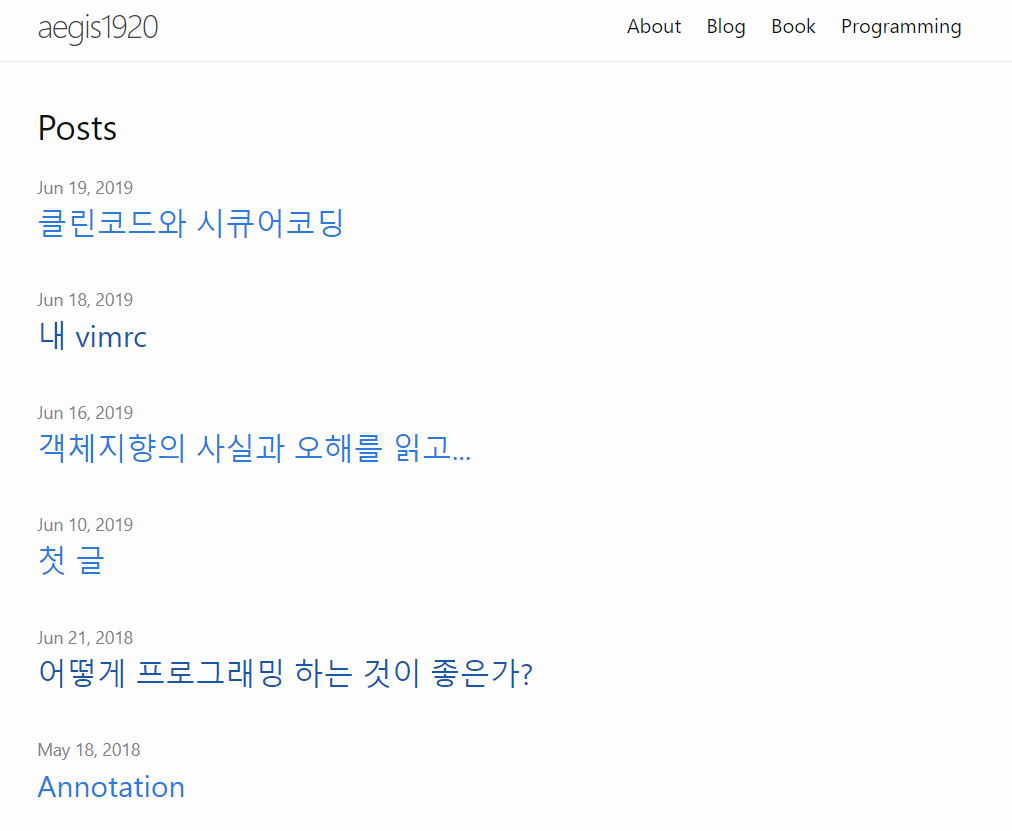 aegis1920
About Blog Book Programming
Posts
Jun 19, 2019
클린코드와 시큐어코딩
Jun 18, 2019
내 vimrc
Jun 16, 2019
객체지향의 사실과 오해를 읽고...
Jun 10, 2019
첫 글
Jun 21, 2018
어떻게 프로그래밍 하는 것이 좋은가?
May 18, 2018
Annotation